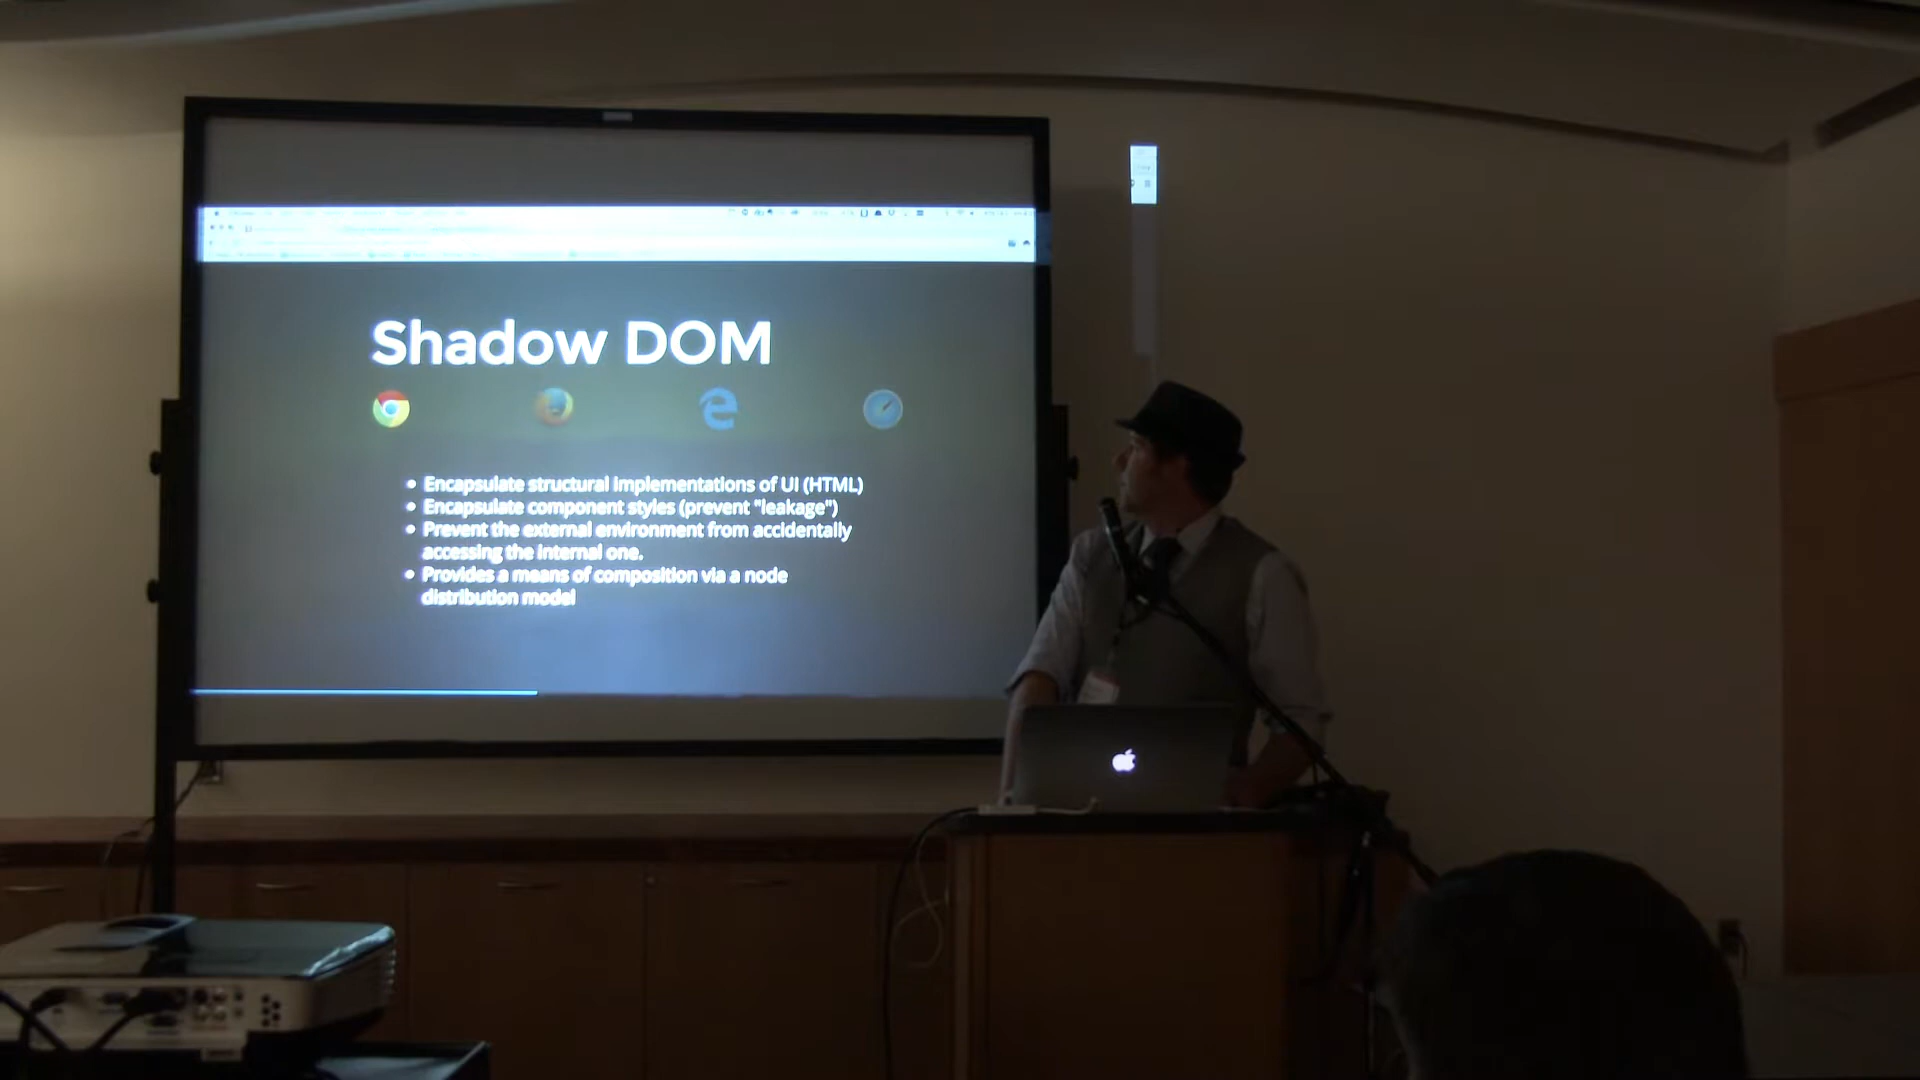 Shadow DOM
• Encapsulate structural implementations of UI (HTML)
• Encapsulate component styles (prevent "leakage")
• Prevent the external environment from accidentally
accessing the internal one.
• Provides a means of composition via a node
distribution model